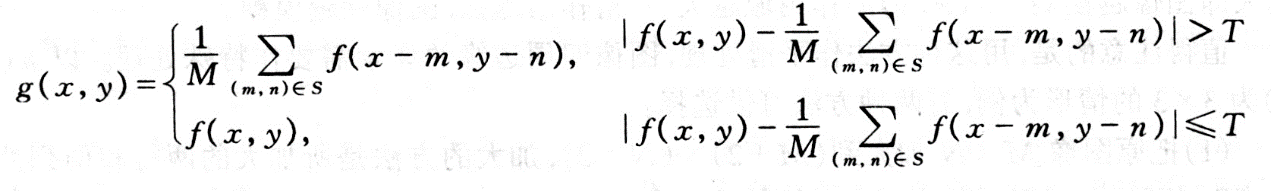 g(x,y)={ 1/M ∑_{(m,n)∈S} f(x-m,y-n), |f(x,y)-1/M ∑_{(m,n)∈S} f(x-m,y-n)|>T
f(x,y), |f(x,y)-1/M ∑_{(m,n)∈S} f(x-m,y-n)|≤T